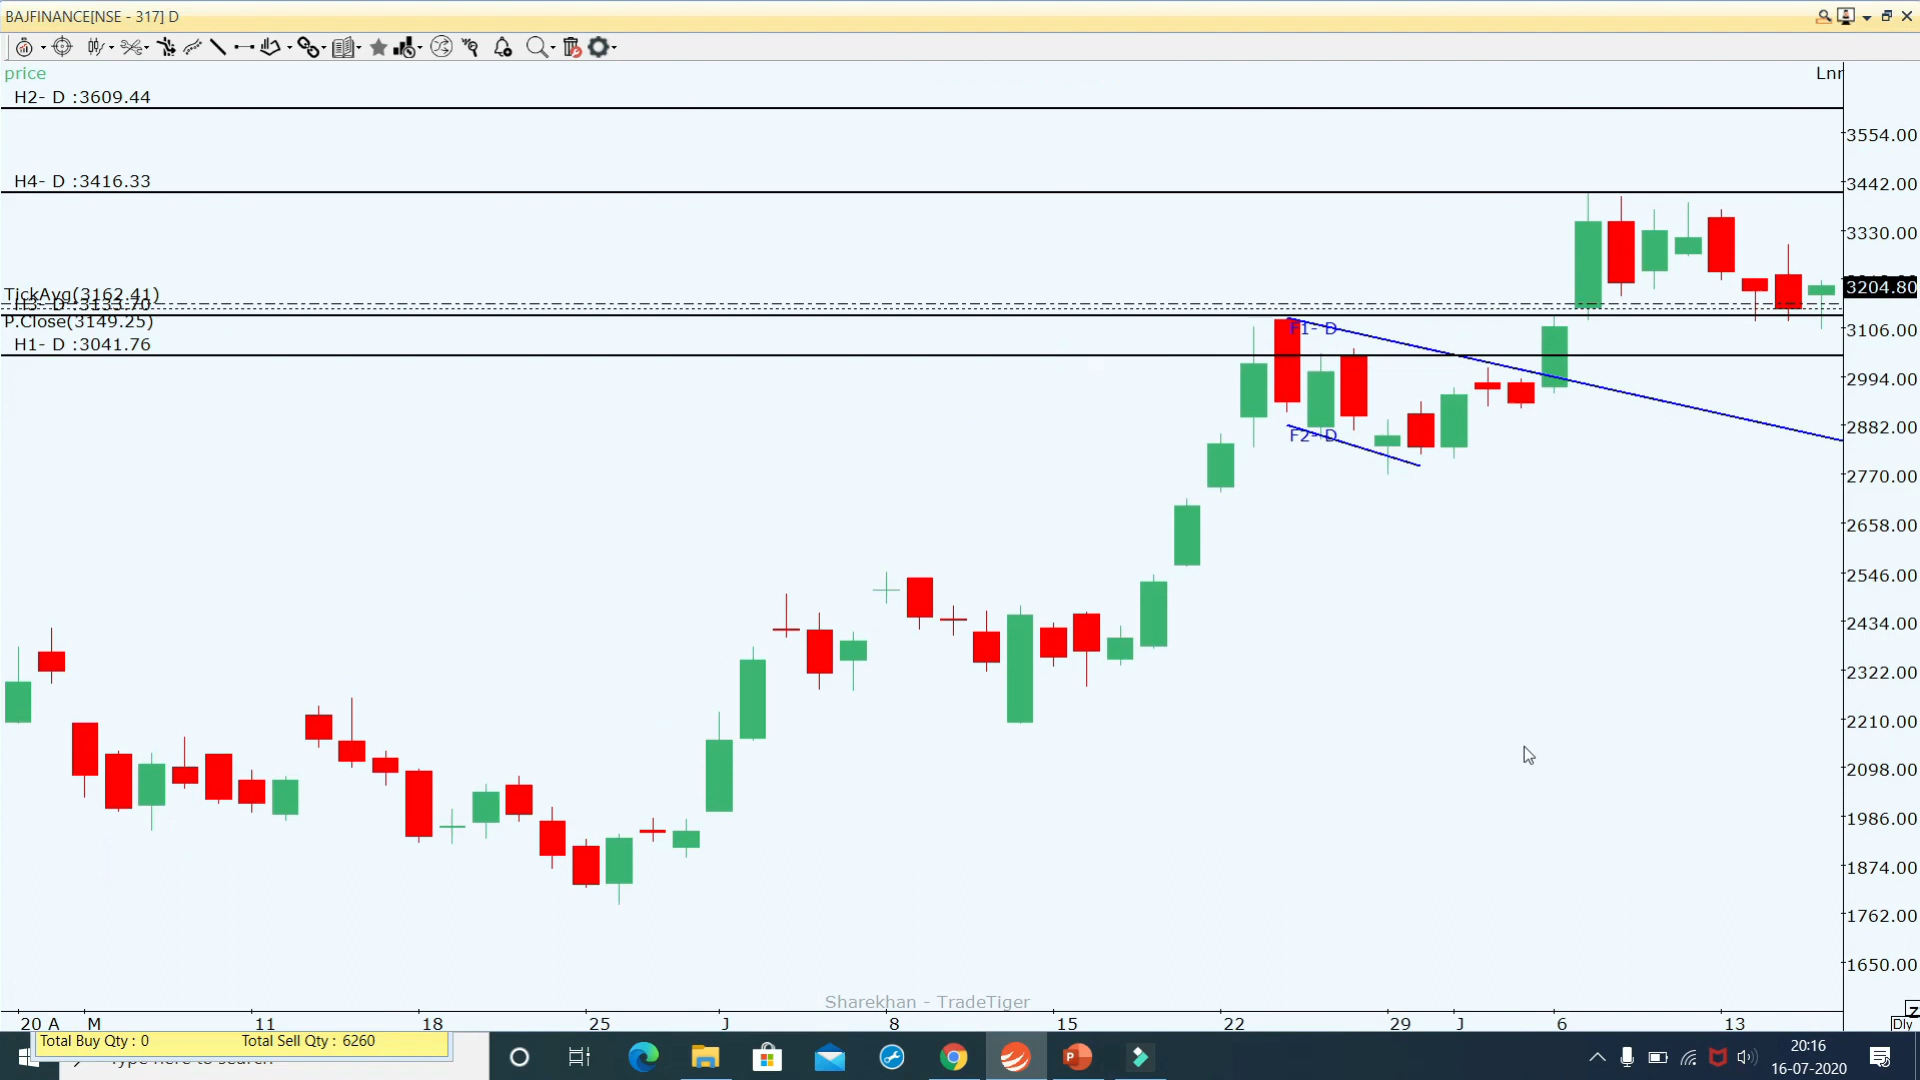 BAJFINANCE[NSE - 317] D
price
Lnr
H2- D :3609.44
3554.00
H4- D :3416.33
3442.00
3330.00
TickAvg(3162.41)
H3- D :3133.70
3204.80
P.Close(3149.25)
F1- D
3106.00
H1- D :3041.76
2994.00
2882.00
F2- D
2770.00
2658.00
2546.00
2434.00
2322.00
2210.00
2098.00
1986.00
1874.00
1762.00
1650.00
Sharekhan - TradeTiger
20 A M 11 18 25 J 8 15 22 29 J 6 13
Dly
Total Buy Qty : 0 Total Sell Qty : 6260
20:16
16-07-2020